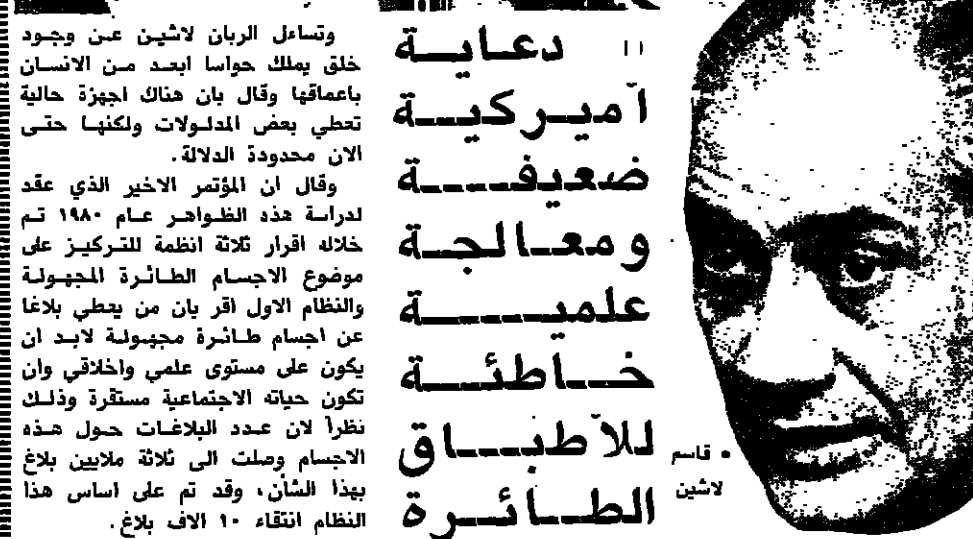 " دعاية
أميركية
ضعيفة
ومعالجة
علمية
خاطئة
للأطباق
الطائرة
• قاسم
لاشين
وتساءل الربان لاشين عن وجود
خلق يملك حواسا ابعد من الانسان
باعماقها وقال بان هناك اجهزة حالية
تعطي بعض المدلولات ولكنها حتى
الان محدودة الدلالة.
وقال ان المؤتمر الاخير الذي عقد
لدراسة هذه الظواهر عام ١٩٨٠ تم
خلاله اقرار ثلاثة انظمة للتركيز على
موضوع الاجسام الطائرة المجهولة
والنظام الاول اقر بان من يعطي بلاغا
عن اجسام طائرة مجهولة لابد ان
يكون على مستوى علمي واخلاقي وان
تكون حياته الاجتماعية مستقرة وذلك
نظرا لان عدد البلاغات حول هذه
الاجسام وصلت الى ثلاثة ملايين بلاغ
بهذا الشأن، وقد تم على اساس هذا
النظام انتقاء ١٠ الاف بلاغ.